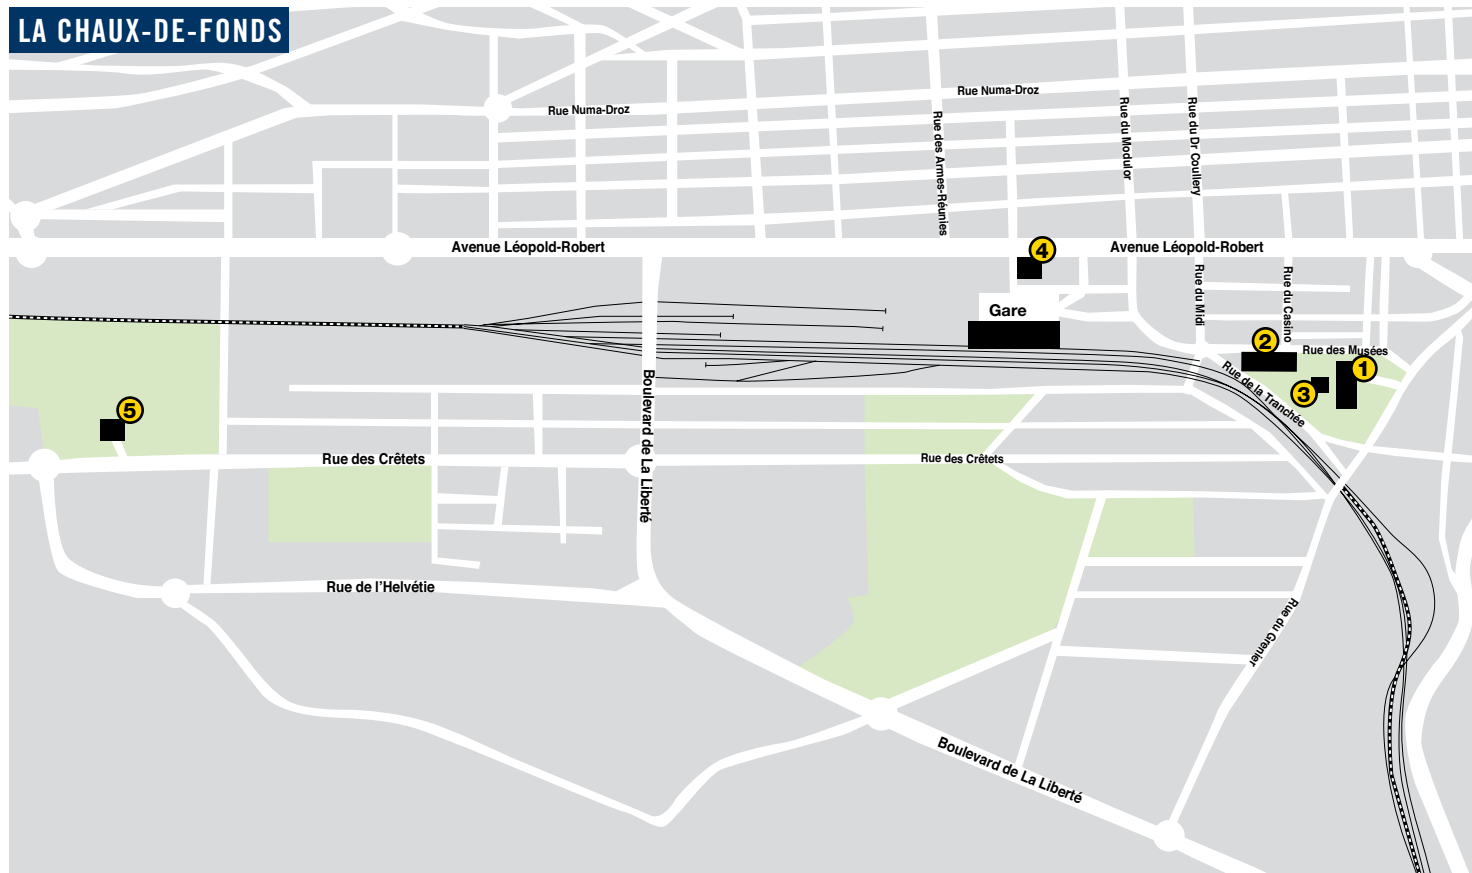 LA CHAUX-DE-FONDS
Rue Numa-Droz
Rue Numa-Droz
Rue des Armes-Réunies
Rue du Modulor
Rue du Dr Coullery
Avenue Léopold-Robert
4
Avenue Léopold-Robert
Rue du Midi
Rue du Casino
Gare
2
Rue des Musées
1
3
Rue de la Tranchée
5
Boulevard de La Liberté
Rue des Crêtets
Rue des Crêtets
Rue de l'Helvétie
Rue du Grenier
Boulevard de La Liberté